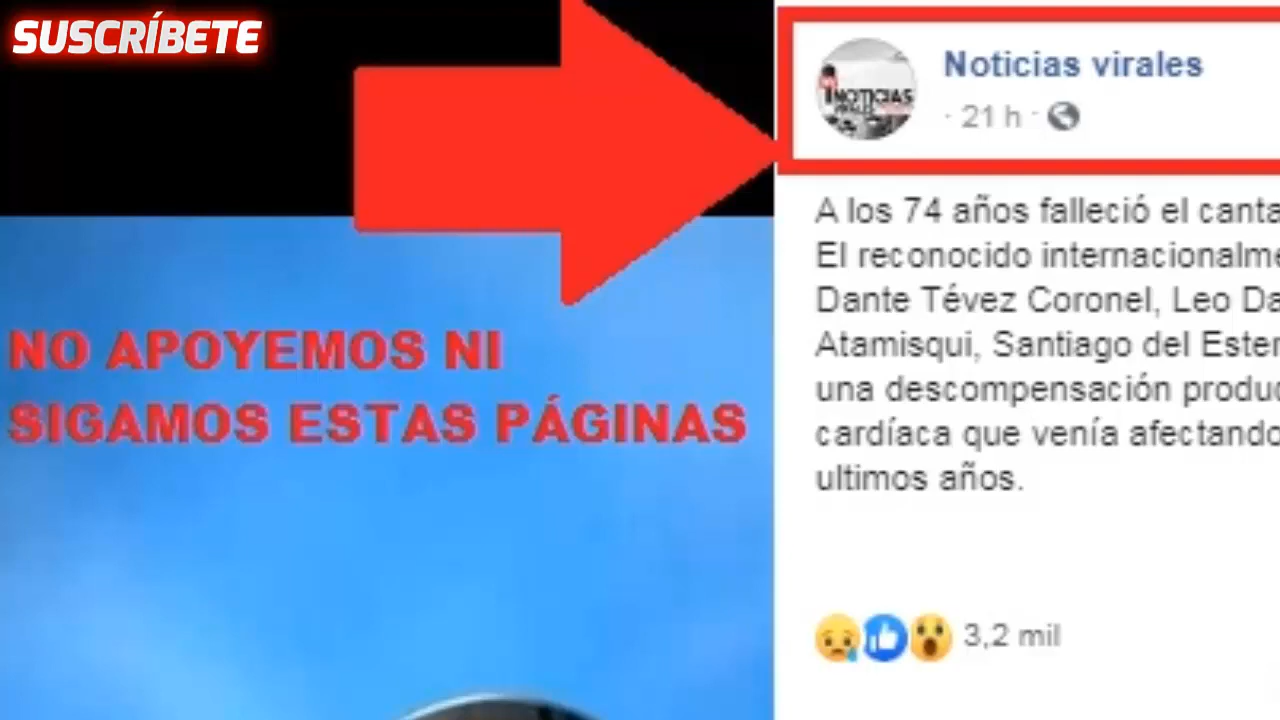 SUSCRÍBETE
NO APOYEMOS NI
SIGAMOS ESTAS PÁGINAS
NOTICIAS
Noticias virales
· 21 h ·
A los 74 años falleció el canta
El reconocido internacionalme
Dante Tévez Coronel, Leo Da
Atamisqui, Santiago del Ester
una descompensación produc
cardíaca que venía afectando
ultimos años.
3,2 mil